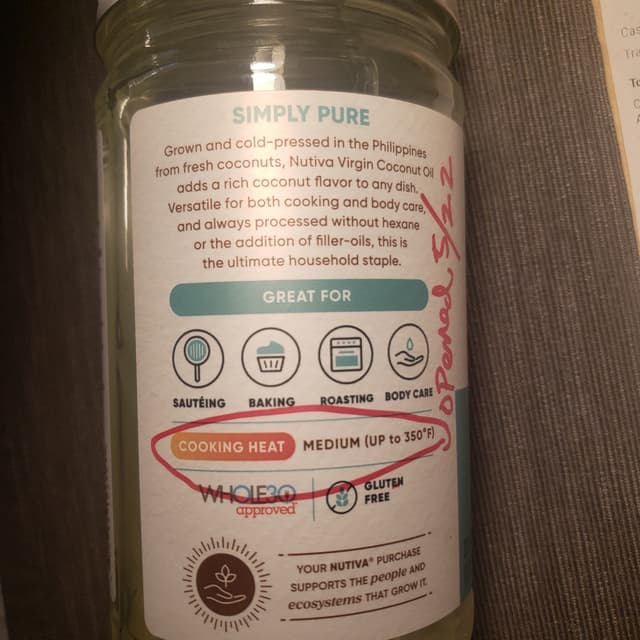 SIMPLY PURE
Grown and cold-pressed in the Philippines
from fresh coconuts, Nutiva Virgin Coconut Oil
adds a rich coconut flavor to any dish.
Versatile for both cooking and body care,
and always processed without hexane
or the addition of filler-oils, this is
the ultimate household staple.
GREAT FOR
SAUTÉING
BAKING
ROASTING
BODY CARE
COOKING HEAT MEDIUM (UP to 350°F)
WHOLE30
approved
GLUTEN
FREE
YOUR NUTIVA® PURCHASE
SUPPORTS THE people AND
ecosystems THAT GROW IT.
opened 5/22